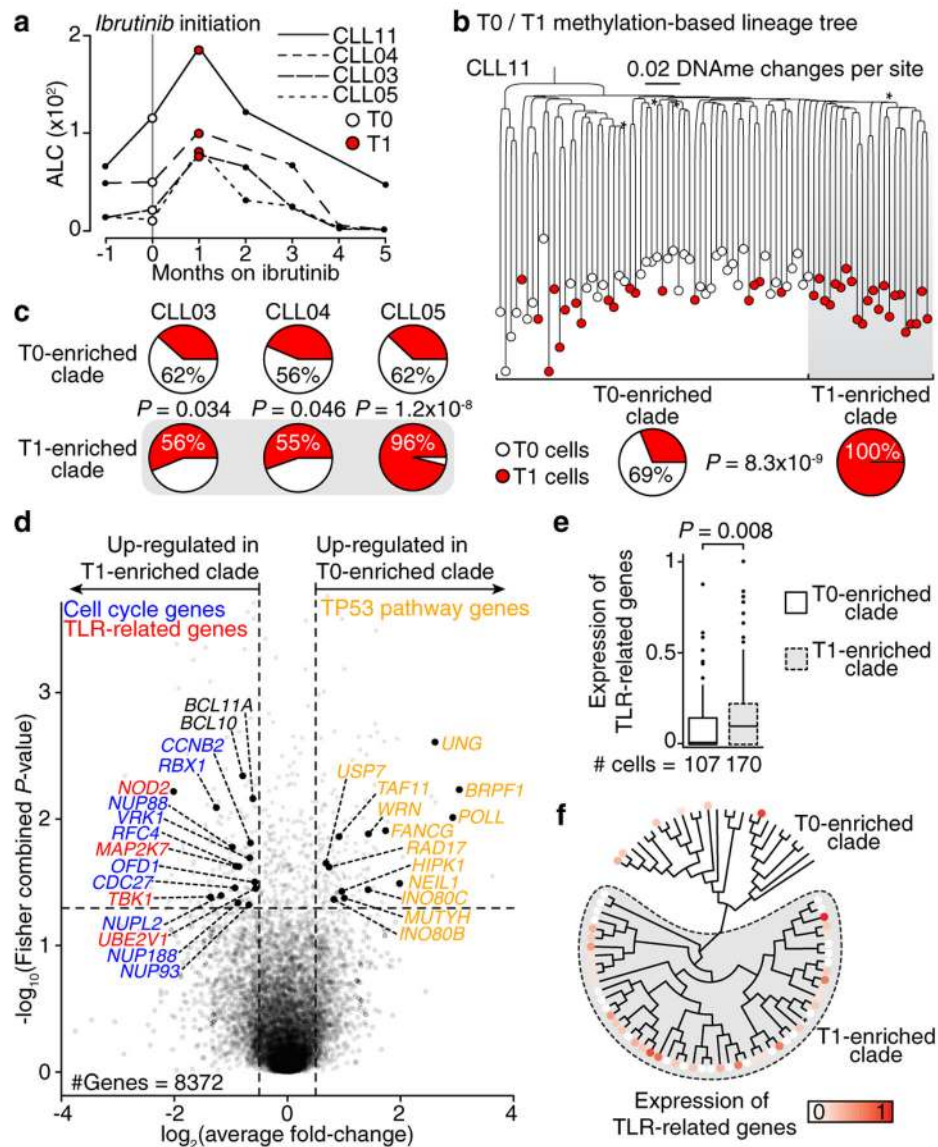 a
Ibrutinib initiation
CLL11
CLL04
CLL03
CLL05
T0
T1
ALC (x10²)
2
1
0
-1 0 1 2 3 4 5
Months on ibrutinib
b
T0 / T1 methylation-based lineage tree
CLL11
0.02 DNAme changes per site
* * * *
T0-enriched
clade
T1-enriched
clade
T0 cells
T1 cells
69%
P = 8.3x10⁻⁹
100%
c
CLL03 CLL04 CLL05
T0-enriched
clade
62% 56% 62%
P = 0.034 P = 0.046 P = 1.2x10⁻⁸
T1-enriched
clade
56% 55% 96%
d
Up-regulated in
T1-enriched clade
Up-regulated in
T0-enriched clade
Cell cycle genes
TLR-related genes
TP53 pathway genes
BCL11A
BCL10
CCNB2
RBX1
NOD2
NUP88
VRK1
RFC4
MAP2K7
OFD1
CDC27
TBK1
NUPL2
UBE2V1
NUP188
NUP93
UNG
USP7
TAF11
BRPF1
WRN
POLL
FANCG
RAD17
HIPK1
NEIL1
INO80C
MUTYH
INO80B
-log₁₀(Fisher combined P-value)
3
2
1
0
#Genes = 8372
-4 -2 0 2 4
log₂(average fold-change)
e
P = 0.008
Expression of
TLR-related genes
1
0.5
0
# cells = 107 170
T0-enriched
clade
T1-enriched
clade
f
T0-enriched
clade
T1-enriched
clade
Expression of
TLR-related genes
0 1